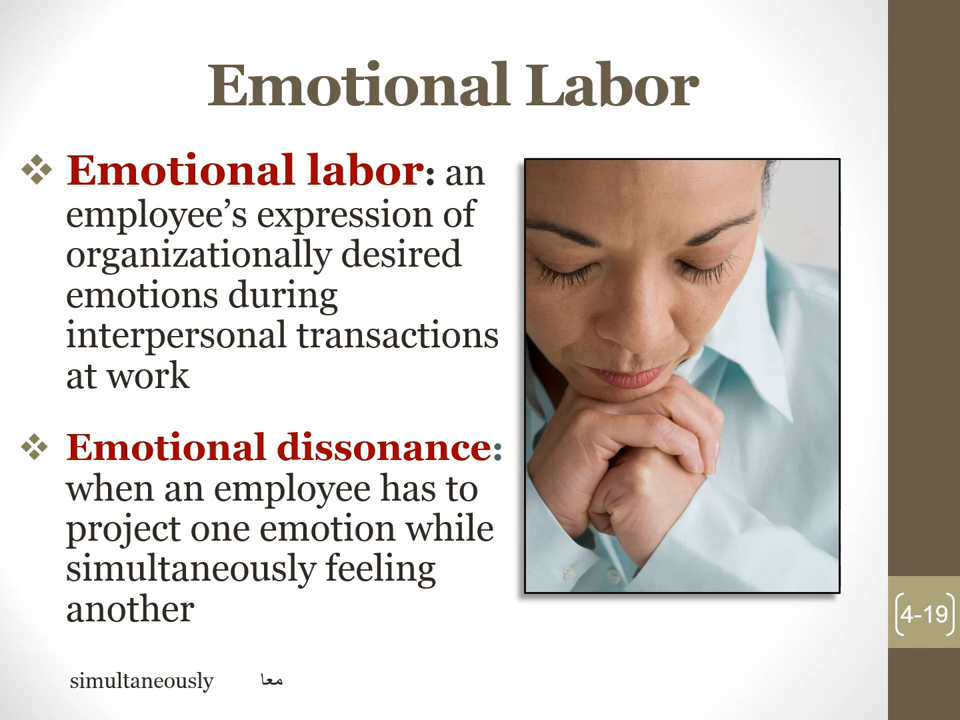 Emotional Labor
❖ Emotional labor: an
employee’s expression of
organizationally desired
emotions during
interpersonal transactions
at work
❖ Emotional dissonance:
when an employee has to
project one emotion while
simultaneously feeling
another
simultaneously معا
4-19